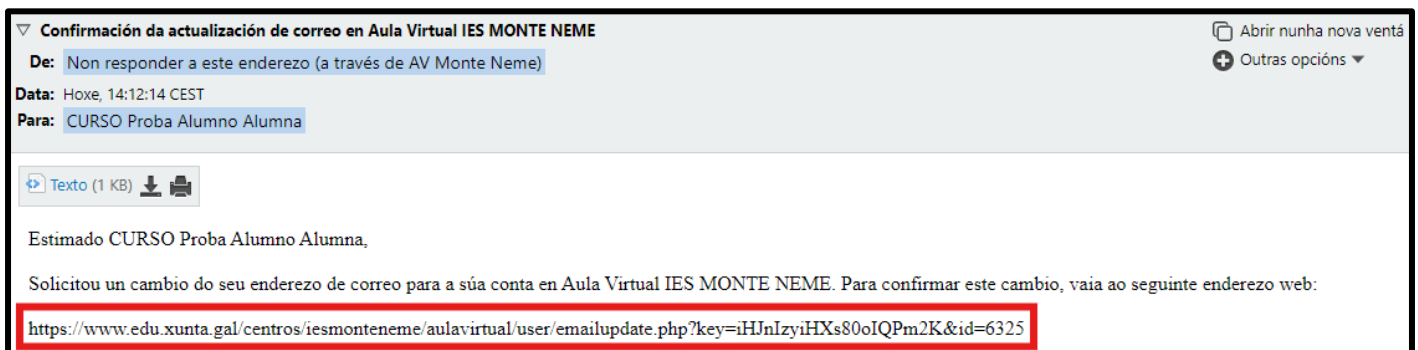 Confirmación da actualización de correo en Aula Virtual IES MONTE NEME
Abrir nunha nova ventá
De: Non responder a este enderezo (a través de AV Monte Neme)
Outras opcións
Data: Hoxe, 14:12:14 CEST
Para: CURSO Proba Alumno Alumna
Texto (1 KB)
Estimado CURSO Proba Alumno Alumna,
Solicitou un cambio do seu enderezo de correo para a súa conta en Aula Virtual IES MONTE NEME. Para confirmar este cambio, vaia ao seguinte enderezo web:
https://www.edu.xunta.gal/centros/iesmonteneme/aulavirtual/user/emailupdate.php?key=iHJnIzyiHXs80oIQPm2K&id=6325